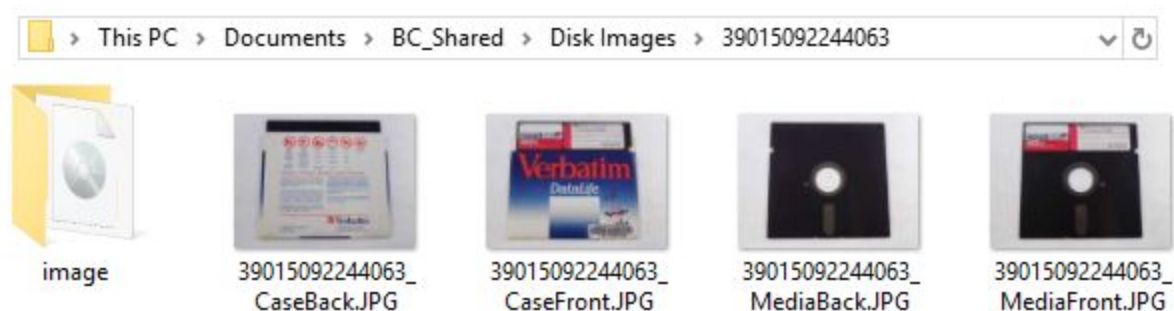 This PC > Documents > BC_Shared > Disk Images > 39015092244063
Verbatim
DataLife
image
39015092244063_
CaseBack.JPG
39015092244063_
CaseFront.JPG
39015092244063_
MediaBack.JPG
39015092244063_
MediaFront.JPG